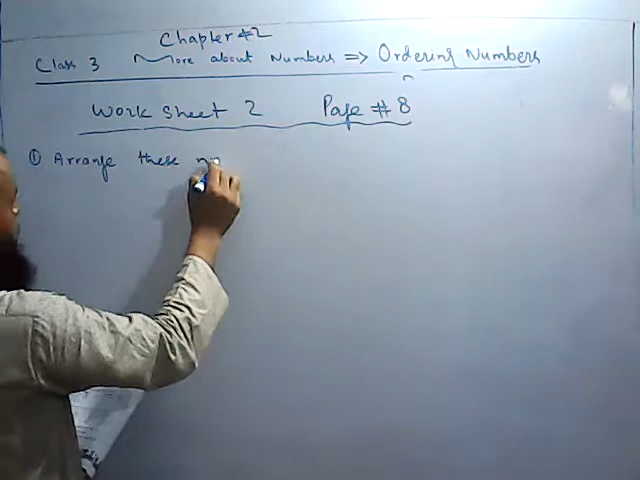 Chapter #2
Class 3 More about Numbers => Ordering Numbers
Work Sheet 2 Page # 8
① Arrange these